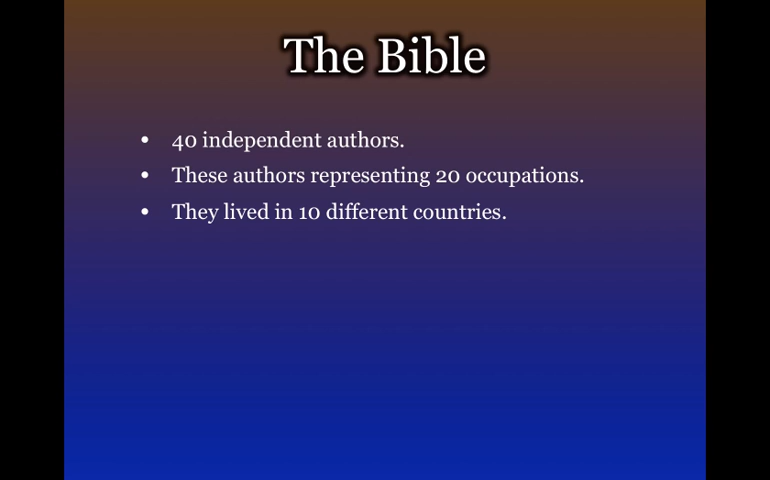 The Bible
• 40 independent authors.
• These authors representing 20 occupations.
• They lived in 10 different countries.